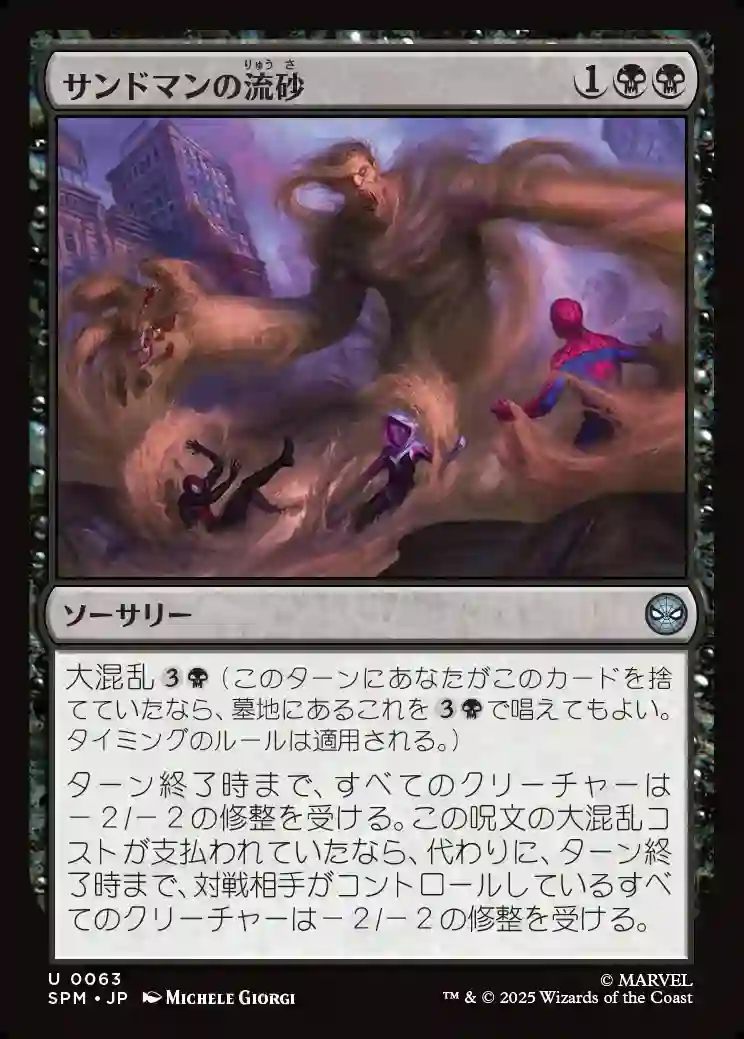 りゅう さ
サンドマンの流砂 1
ソーサリー
大混乱 3 （このターンにあなたがこのカードを捨
てていたなら、墓地にあるこれを 3 で唱えてもよい。
タイミングのルールは適用される。）
ターン終了時まで、すべてのクリーチャーは
－２/－２の修整を受ける。この呪文の大混乱コ
ストが支払われていたなら、代わりに、ターン終
了時まで、対戦相手がコントロールしているすべ
てのクリーチャーは－２/－２の修整を受ける。
U 0063 © MARVEL
SPM • JP MICHELE GIORGI ™ & © 2025 Wizards of the Coast